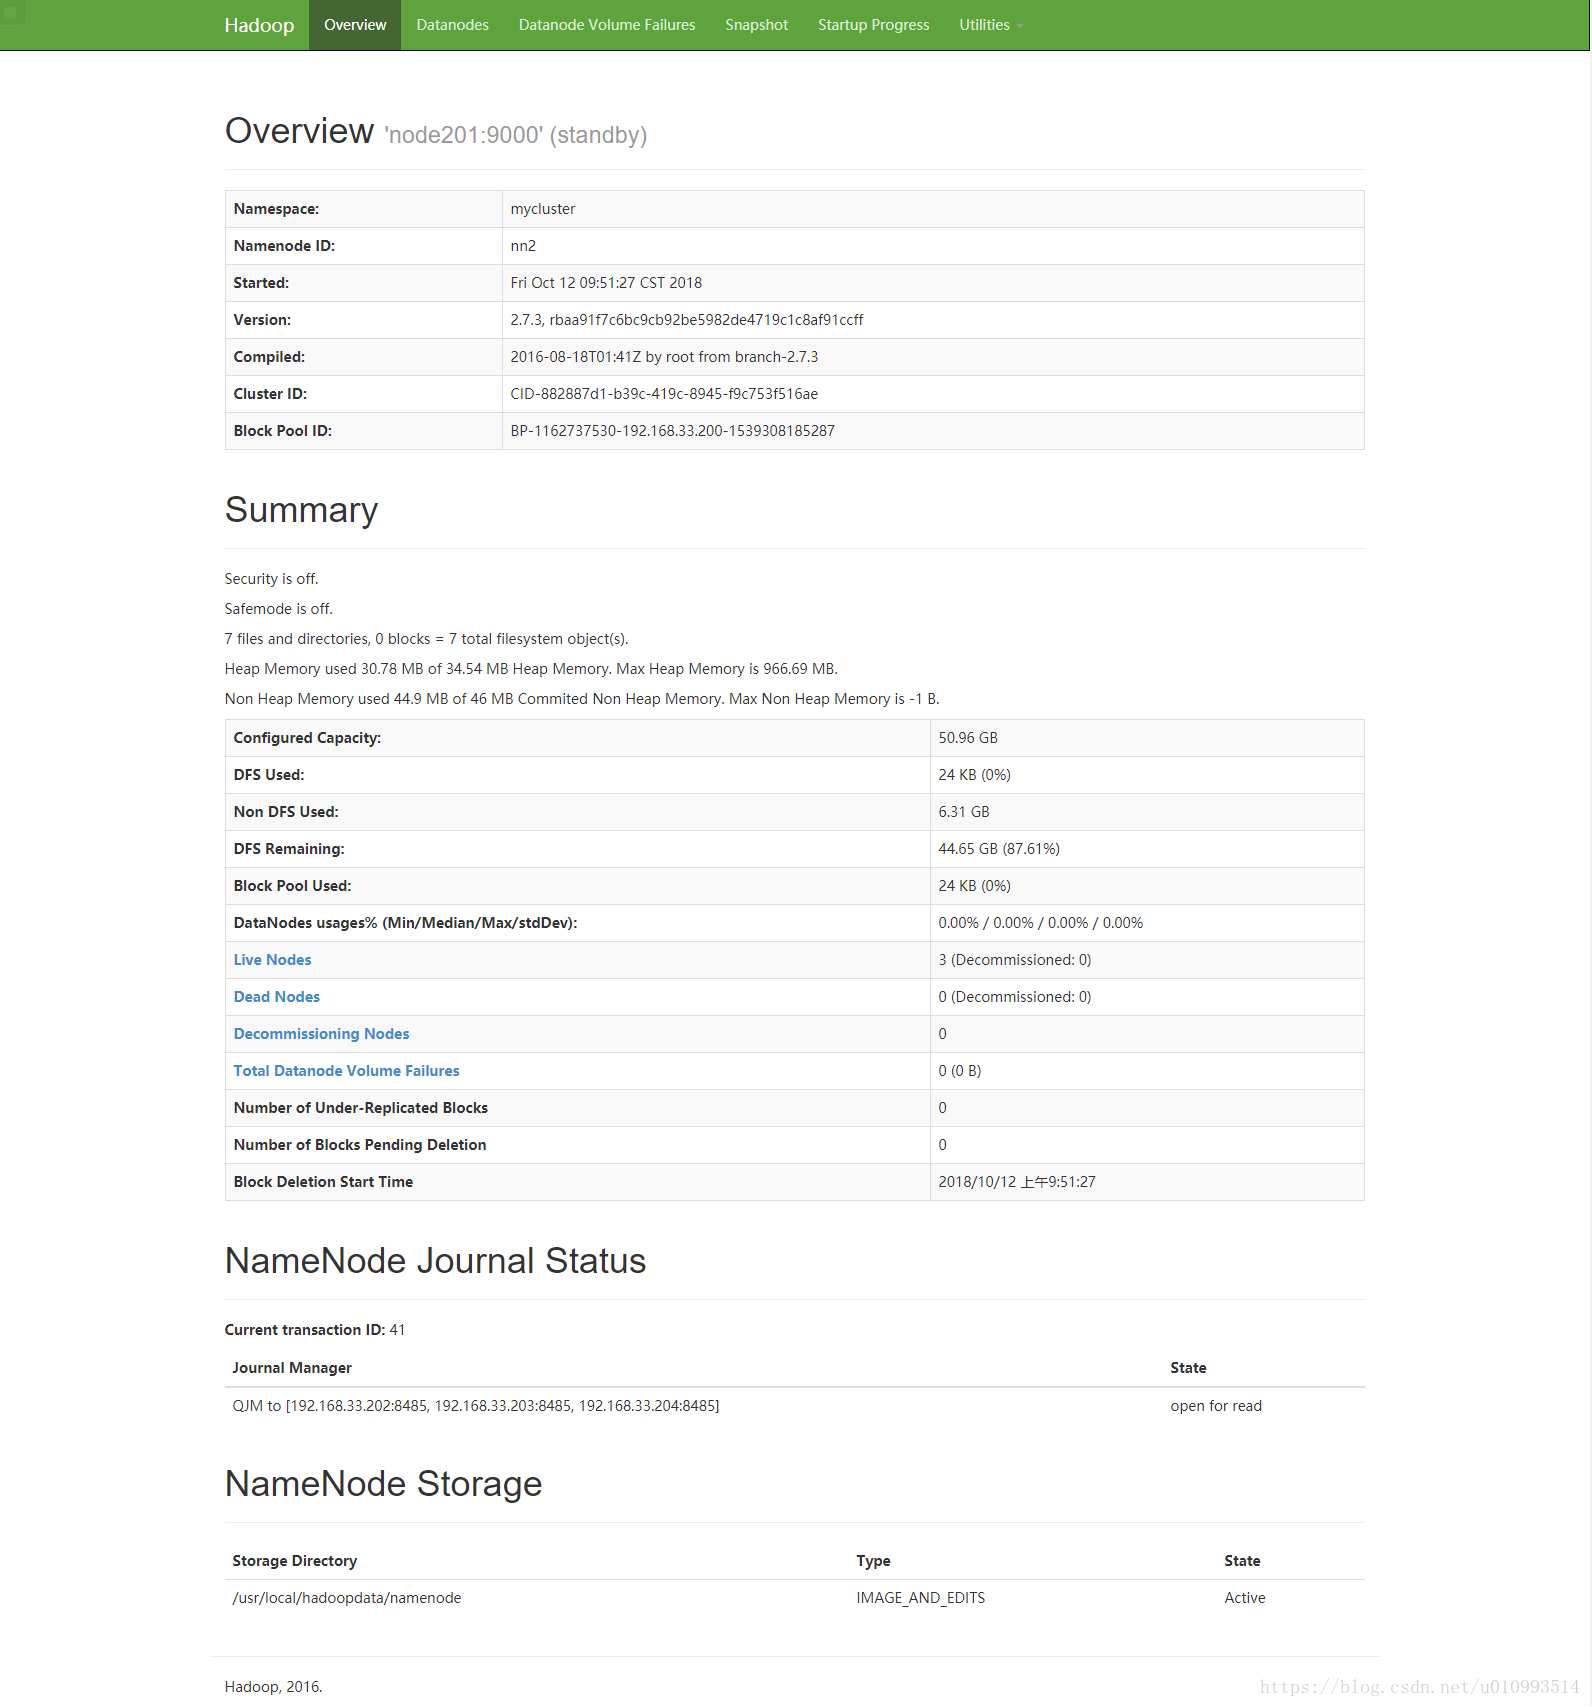 Hadoop Overview Datanodes Datanode Volume Failures Snapshot Startup Progress Utilities
Overview 'node201:9000' (standby)
Namespace: mycluster
Namenode ID: nn2
Started: Fri Oct 12 09:51:27 CST 2018
Version: 2.7.3, rbaa91f7c6bc9cb92be5982de4719c1c8af91ccff
Compiled: 2016-08-18T01:41Z by root from branch-2.7.3
Cluster ID: CID-882887d1-b39c-419c-8945-f9c753f516ae
Block Pool ID: BP-1162737530-192.168.33.200-1539308185287
Summary
Security is off.
Safemode is off.
7 files and directories, 0 blocks = 7 total filesystem object(s).
Heap Memory used 30.78 MB of 34.54 MB Heap Memory. Max Heap Memory is 966.69 MB.
Non Heap Memory used 44.9 MB of 46 MB Commited Non Heap Memory. Max Non Heap Memory is -1 B.
Configured Capacity: 50.96 GB
DFS Used: 24 KB (0%)
Non DFS Used: 6.31 GB
DFS Remaining: 44.65 GB (87.61%)
Block Pool Used: 24 KB (0%)
DataNodes usages% (Min/Median/Max/stdDev): 0.00% / 0.00% / 0.00% / 0.00%
Live Nodes 3 (Decommissioned: 0)
Dead Nodes 0 (Decommissioned: 0)
Decommissioning Nodes 0
Total Datanode Volume Failures 0 (0 B)
Number of Under-Replicated Blocks 0
Number of Blocks Pending Deletion 0
Block Deletion Start Time 2018/10/12 上午9:51:27
NameNode Journal Status
Current transaction ID: 41
Journal Manager State
QJM to [192.168.33.202:8485, 192.168.33.203:8485, 192.168.33.204:8485] open for read
NameNode Storage
Storage Directory Type State
/usr/local/hadoopdata/namenode IMAGE_AND_EDITS Active
Hadoop, 2016.
https://blog.csdn.net/u010993514